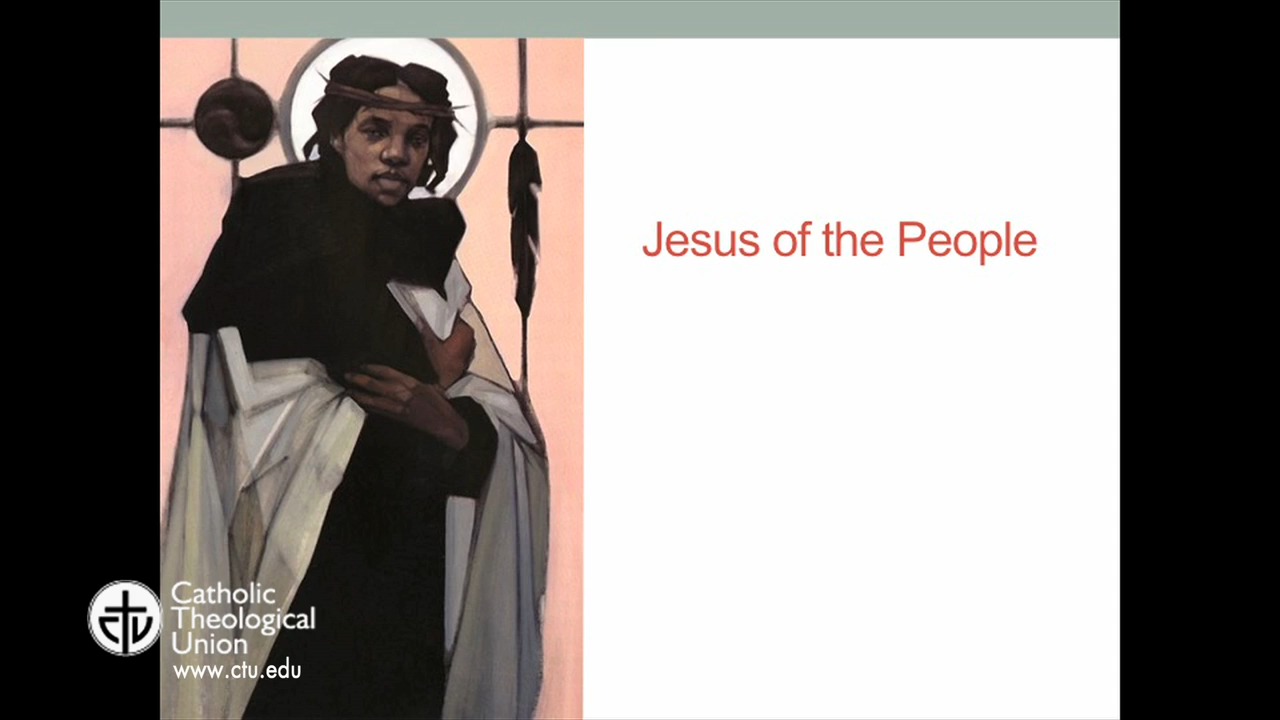 Jesus of the People
Catholic
Theological
Union
www.ctu.edu